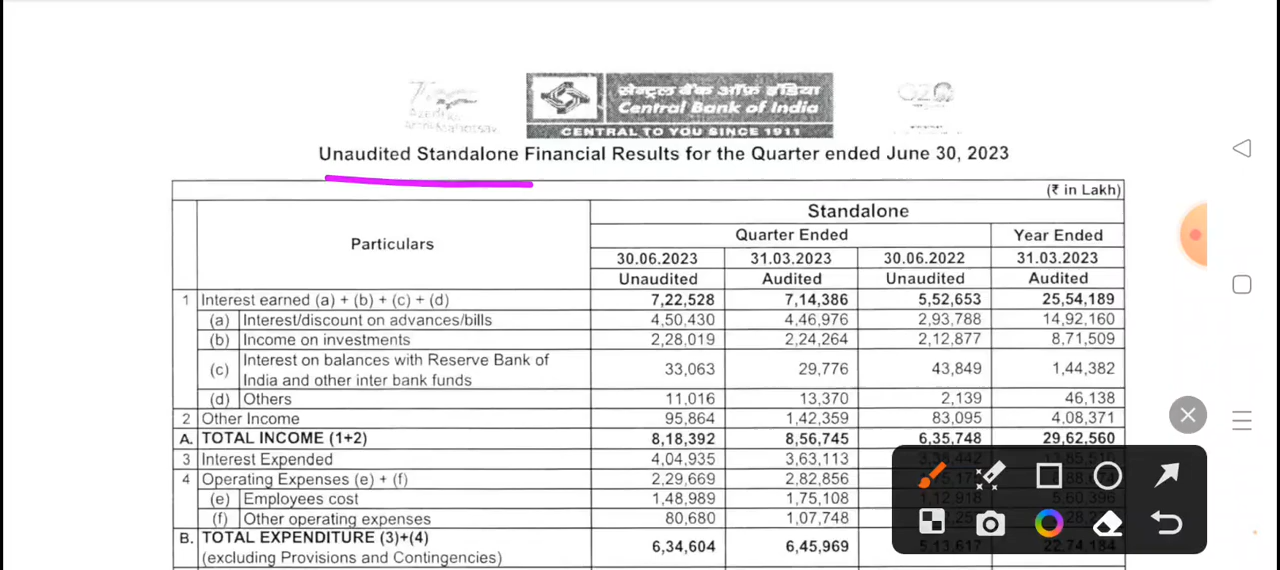 सेन्ट्रल बैंक ऑफ़ इंडिया
Central Bank of India
CENTRAL TO YOU SINCE 1911
Unaudited Standalone Financial Results for the Quarter ended June 30, 2023
(₹ in Lakh)
Particulars Standalone
Quarter Ended Year Ended
30.06.2023 31.03.2023 30.06.2022 31.03.2023
Unaudited Audited Unaudited Audited
1 Interest earned (a) + (b) + (c) + (d) 7,22,528 7,14,386 5,52,653 25,54,189
(a) Interest/discount on advances/bills 4,50,430 4,46,976 2,93,788 14,92,160
(b) Income on investments 2,28,019 2,24,264 2,12,877 8,71,509
(c) Interest on balances with Reserve Bank of
India and other inter bank funds 33,063 29,776 43,849 1,44,382
(d) Others 11,016 13,370 2,139 46,138
2 Other Income 95,864 1,42,359 83,095 4,08,371
A. TOTAL INCOME (1+2) 8,18,392 8,56,745 6,35,748 29,62,560
3 Interest Expended 4,04,935 3,63,113
4 Operating Expenses (e) + (f) 2,29,669 2,82,856
(e) Employees cost 1,48,989 1,75,108
(f) Other operating expenses 80,680 1,07,748
B. TOTAL EXPENDITURE (3)+(4)
(excluding Provisions and Contingencies) 6,34,604 6,45,969